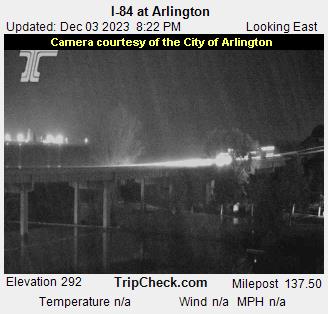 I-84 at Arlington
Updated: Dec 03 2023 8:22 PM Looking East
Camera courtesy of the City of Arlington
Elevation 292 TripCheck.com Milepost 137.50
Temperature n/a Wind n/a MPH n/a